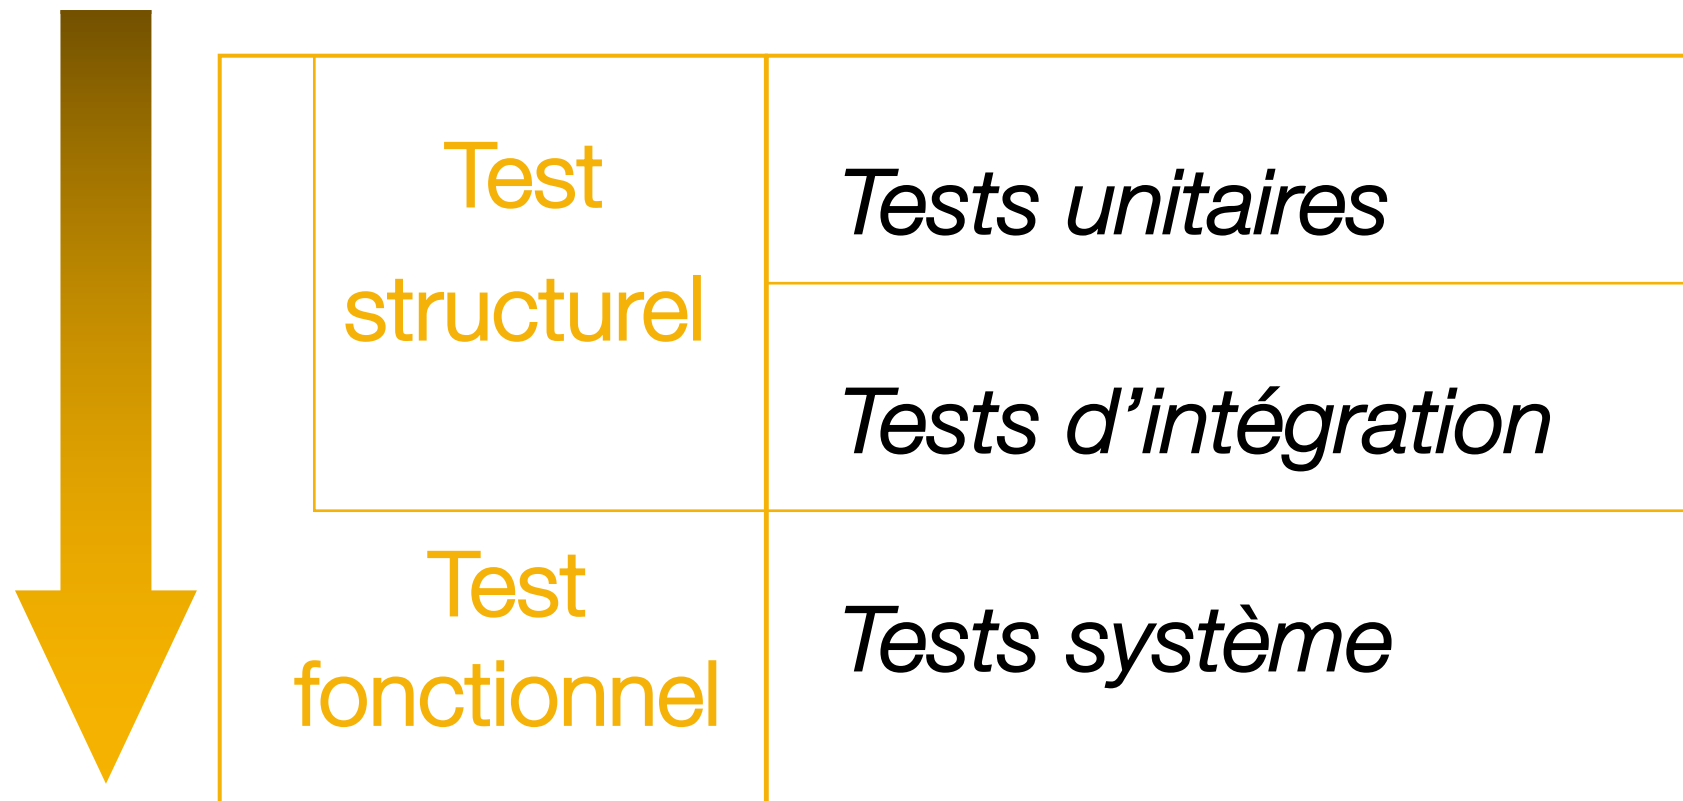 Test
structurel
Tests unitaires
Tests d’intégration
Test
fonctionnel
Tests système